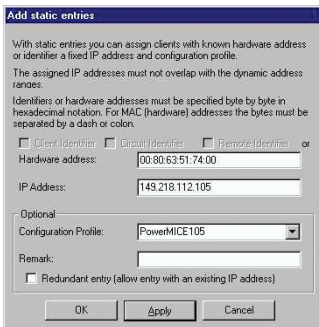 Add static entries
With static entries you can assign clients with known hardware address
or identifier a fixed IP address and configuration profile.
The assigned IP addresses must not overlap with the dynamic address
ranges.
Identifiers or hardware addresses must be specified byte by byte in
hexadecimal notation. For MAC (hardware) addresses the bytes must be
separated by a dash or colon.
Client Identifier Circuit Identifier Remote Identifier or
Hardware address: 00:80:63:51:74:00
IP Address: 149.218.112.105
Optional
Configuration Profile: PowerMICE105
Remark:
Redundant entry (allow entry with an existing IP address)
OK Apply Cancel